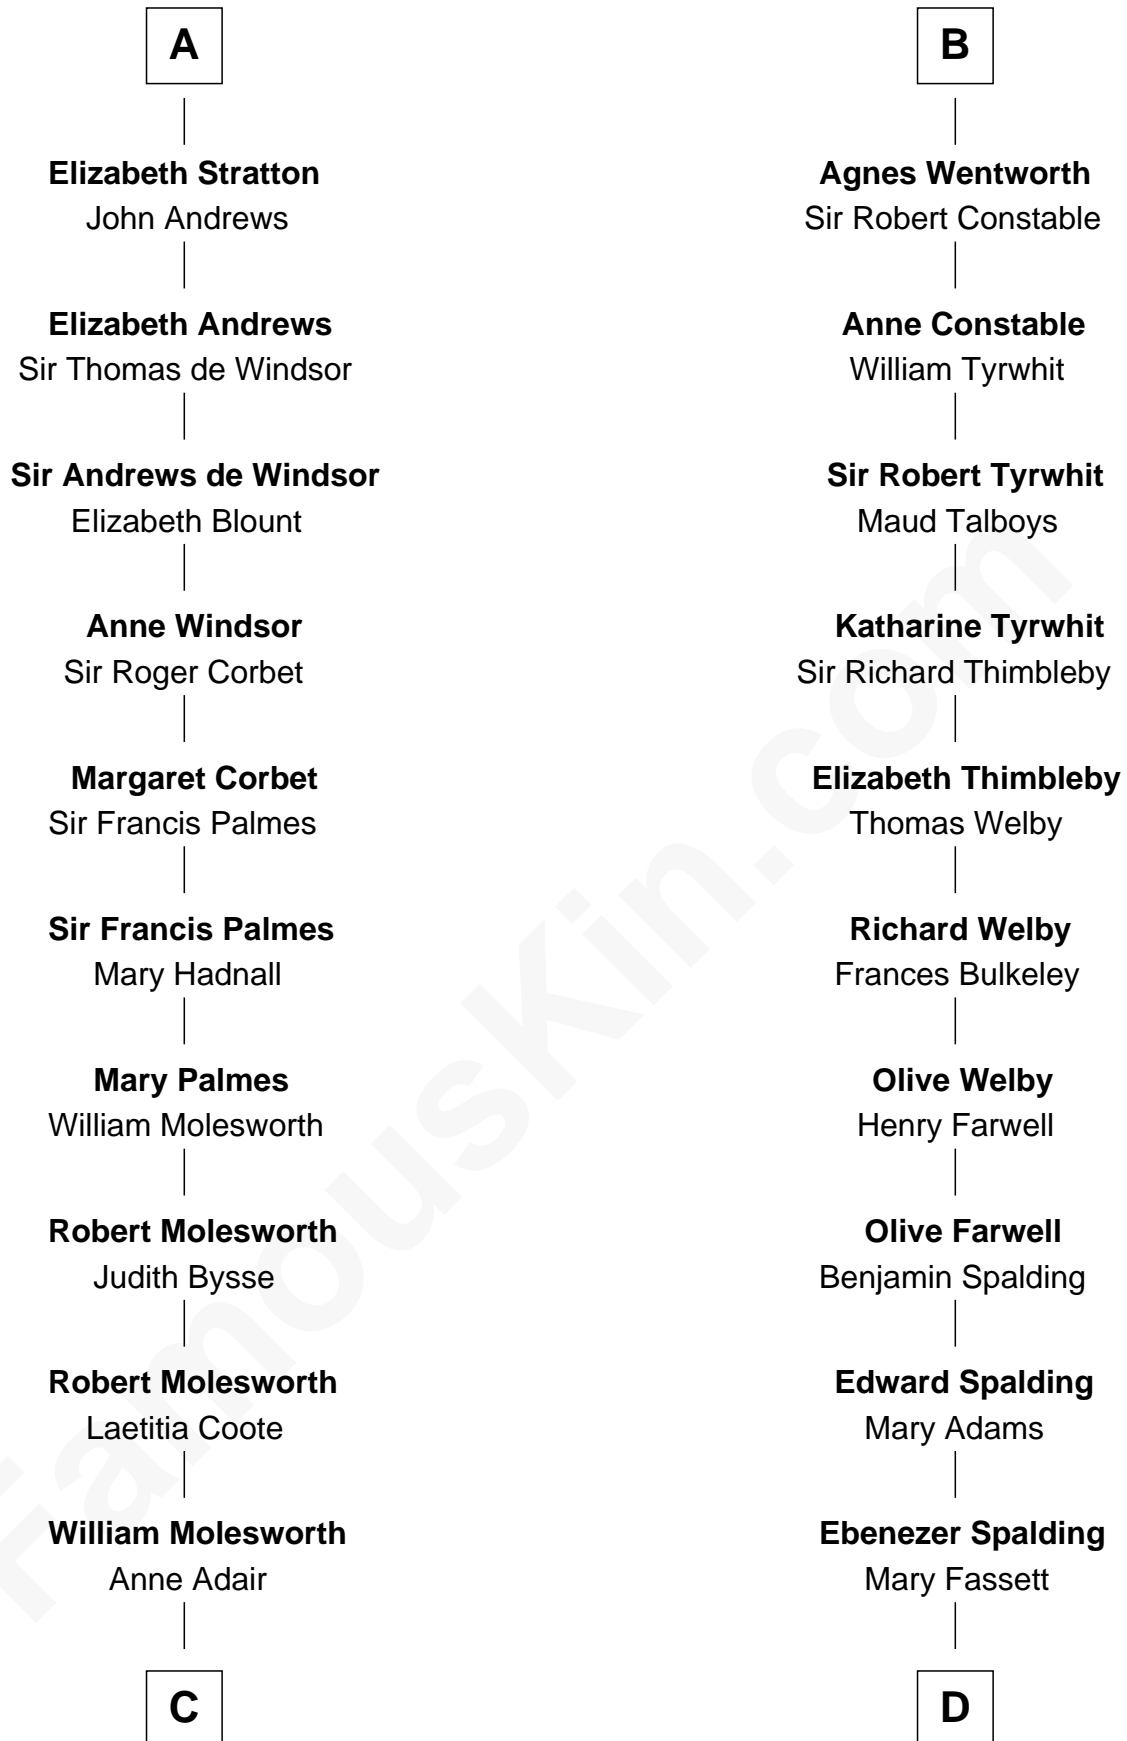 A
Elizabeth Stratton
John Andrews
Elizabeth Andrews
Sir Thomas de Windsor
Sir Andrews de Windsor
Elizabeth Blount
Anne Windsor
Sir Roger Corbet
Margaret Corbet
Sir Francis Palmes
Sir Francis Palmes
Mary Hadnall
Mary Palmes
William Molesworth
Robert Molesworth
Judith Bysse
Robert Molesworth
Laetitia Coote
William Molesworth
Anne Adair
C
B
Agnes Wentworth
Sir Robert Constable
Anne Constable
William Tyrwhit
Sir Robert Tyrwhit
Maud Talboys
Katharine Tyrwhit
Sir Richard Thimbleby
Elizabeth Thimbleby
Thomas Welby
Richard Welby
Frances Bulkeley
Olive Welby
Henry Farwell
Olive Farwell
Benjamin Spalding
Edward Spalding
Mary Adams
Ebenezer Spalding
Mary Fassett
D
FamousKin.com